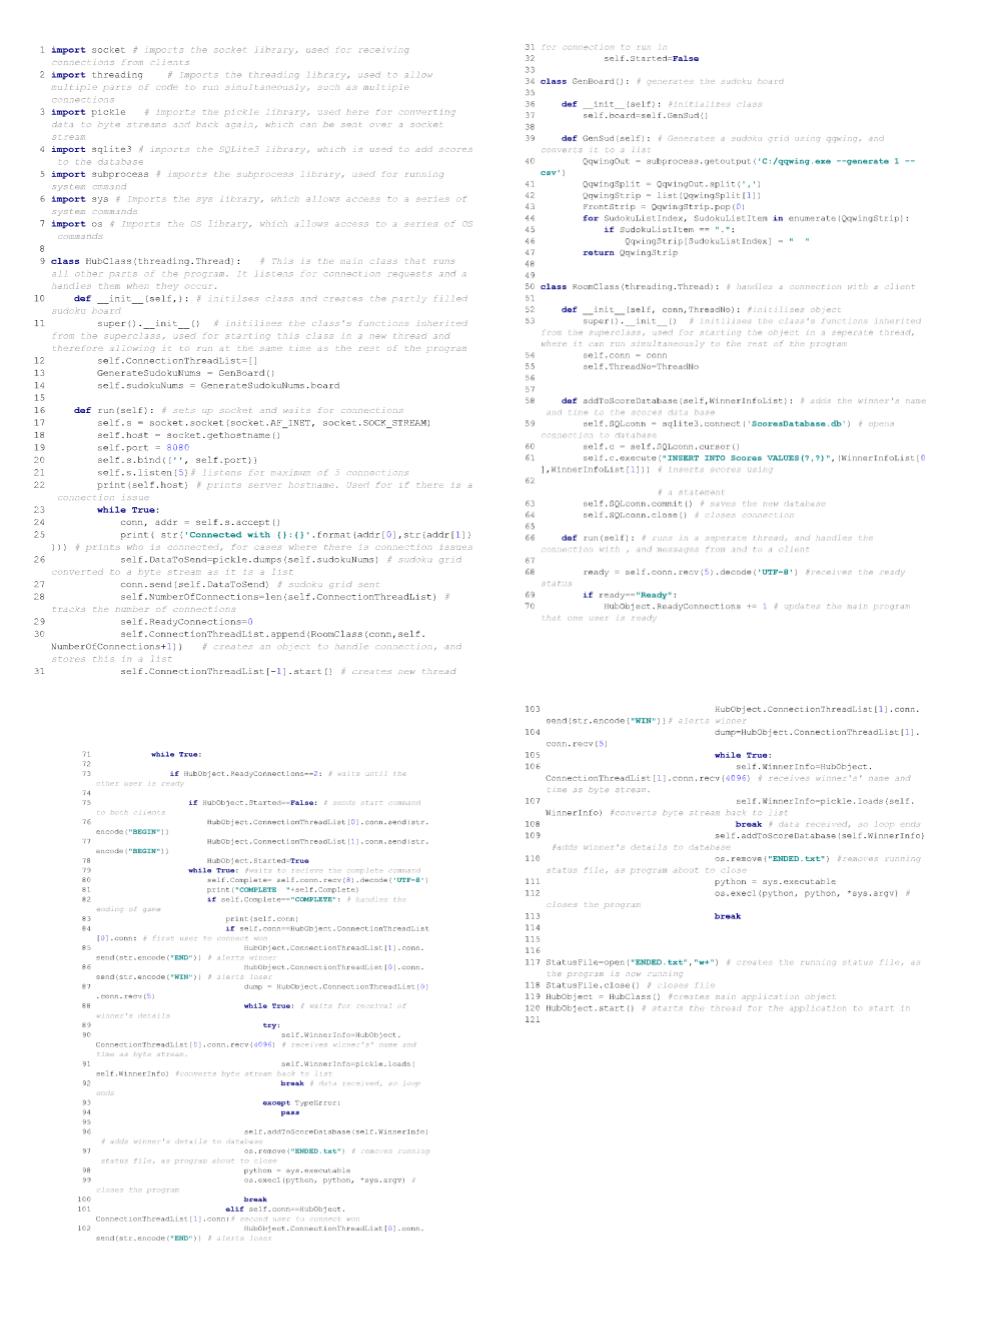 1 import socket # imports the socket library, used for receiving
connections from clients
2 import threading    # Imports the threading library, used to allow
multiple parts of code to run simultaneously, such as multiple
connections
3 import pickle   # imports the pickle library, used here for converting
data to byte streams and back again, which can be sent over a socket
stream
4 import sqlite3 # imports the SQLite3 library, which is used to add scores
to the database
5 import subprocess # imports the subprocess library, used for running
system cmmand
6 import sys # Imports the sys library, which allows access to a series of
system commands
7 import os # Imports the OS library, which allows access to a series of OS
commands
8
9 class HubClass(threading.Thread):   # This is the main class that runs
all other parts of the program. It listens for connection requests and a
handles them when they occur.
10     def __init__(self,): # initilses class and creates the partly filled
sudoku board
11         super().__init__()  # initiliises the class's functions inherited
from the superclass, used for starting this class in a new thread and
therefore allowing it to run at the same time as the rest of the program
12         self.ConnectionThreadList=[]
13         GenerateSudokuNums = GenBoard()
14         self.sudokuNums = GenerateSudokuNums.board
15
16     def run(self): # sets up socket and waits for connections
17         self.s = socket.socket(socket.AF_INET, socket.SOCK_STREAM)
18         self.host = socket.gethostname()
19         self.port = 8080
20         self.s.bind(('', self.port))
21         self.s.listen(5)# listens for maximum of 5 connections
22         print(self.host) # prints server hostname. Used for if there is a
connection issue
23         while True:
24             conn, addr = self.s.accept()
25             print( str('Connected with {}:{}'.format(addr[0],str(addr[1])
))) # prints who is connected, for cases where there is connection issues
26             self.DataToSend=pickle.dumps(self.sudokuNums) # sudoku grid
converted to a byte stream as it is a list
27             conn.send(self.DataToSend) # sudoku grid sent
28             self.NumberOfConnections=len(self.ConnectionThreadList) #
tracks the number of connections
29             self.ReadyConnections=0
30             self.ConnectionThreadList.append(RoomClass(conn,self.
NumberOfConnections+1))   # creates an object to handle connection, and
stores this in a list
31             self.ConnectionThreadList[-1].start() # creates new thread
31 for connection to run in
32             self.Started=False
33
34 class GenBoard(): # generates the sudoku board
35
36     def __init__(self): #initialises class
37         self.board=self.GenSud()
38
39     def GenSud(self): # Generates a sudoku grid using qqwing, and
converts it to a list
40         QqwingOut = subprocess.getoutput('C:/qqwing.exe --generate 1 --
csv')
41         QqwingSplit = QqwingOut.split(',')
42         QqwingStrip = list(QqwingSplit[1])
43         FrontStrip = QqwingStrip.pop(0)
44         for SudokuListIndex, SudokuListItem in enumerate(QqwingStrip):
45             if SudokuListItem == ".":
46                 QqwingStrip[SudokuListIndex] = "  "
47         return QqwingStrip
48
49
50 class RoomClass(threading.Thread): # handles a connection with a client
51
52     def __init__(self, conn,ThreadNo): #initilises object
53         super().__init__()  # initilises the class's functions inherited
from the superclass, used for starting the object in a seperate thread,
where it can run simultaneously to the rest of the program
54         self.conn = conn
55         self.ThreadNo=ThreadNo
56
57
58     def addToScoreDatabase(self,WinnerInfoList): # adds the winner's name
and time to the scores data base
59         self.SQLconn = sqlite3.connect('ScoresDatabase.db') # opens
connection to database
60         self.c = self.SQLconn.cursor()
61         self.c.execute("INSERT INTO Scores VALUES(?,?)",(WinnerInfoList[0
],WinnerInfoList[1])) # inserts scores using
62
# a statement
63         self.SQLconn.commit() # saves the new database
64         self.SQLconn.close() # closes connection
65
66     def run(self): # runs in a seperate thread, and handles the
connection with , and messages from and to a client
67
68         ready = self.conn.recv(5).decode('UTF-8') #receives the ready
status
69         if ready=="Ready":
70             HubObject.ReadyConnections += 1 # updates the main program
that one user is ready
71             while True:
72
73                 if HubObject.ReadyConnections==2: # waits until the
other user is ready
74
75                     if HubObject.Started==False: # sends start command
to both clients
76                         HubObject.ConnectionThreadList[0].conn.send(str.
encode("BEGIN"))
77                         HubObject.ConnectionThreadList[1].conn.send(str.
encode("BEGIN"))
78                         HubObject.Started=True
79                     while True: #waits to recieve the complete command
80                         self.Complete= self.conn.recv(8).decode('UTF-8')
81                         print("COMPLETE  "+self.Complete)
82                         if self.Complete=="COMPLETE": # handles the
ending of game
83                             print(self.conn)
84                             if self.conn==HubObject.ConnectionThreadList
[0].conn: # first user to connect won
85                                 HubObject.ConnectionThreadList[1].conn.
send(str.encode("END")) # alerts winner
86                                 HubObject.ConnectionThreadList[0].conn.
send(str.encode("WIN")) # alerts loser
87                                 dump = HubObject.ConnectionThreadList[0]
.conn.recv(5)
88                                 while True: # waits for receival of
winner's details
89                                     try:
90                                         self.WinnerInfo=HubObject.
ConnectionThreadList[0].conn.recv(4096) # receives winner's' name and
time as byte stream.
91                                         self.WinnerInfo=pickle.loads(
self.WinnerInfo) #converts byte stream back to list
92                                         break # data received, so loop
ends
93                                     except TypeError:
94                                         pass
95
96                                 self.addToScoreDatabase(self.WinnerInfo)
# adds winner's details to database
97                                 os.remove("ENDED.txt") # removes running
status file, as program about to close
98                                 python = sys.executable
99                                 os.execl(python, python, *sys.argv) #
closes the program
100                                 break
101                             elif self.conn==HubObject.
ConnectionThreadList[1].conn:# second user to connect won
102                                 HubObject.ConnectionThreadList[0].conn.
send(str.encode("END")) # alerts loser
103                                 HubObject.ConnectionThreadList[1].conn.
send(str.encode("WIN"))# alerts winner
104                                 dump=HubObject.ConnectionThreadList[1].
conn.recv(5)
105                                 while True:
106                                     self.WinnerInfo=HubObject.
ConnectionThreadList[1].conn.recv(4096) # receives winner's' name and
time as byte stream.
107                                     self.WinnerInfo=pickle.loads(self.
WinnerInfo) #converts byte stream back to list
108                                     break # data received, so loop ends
109                                 self.addToScoreDatabase(self.WinnerInfo)
#adds winner's details to database
110                                 os.remove("ENDED.txt") #removes running
status file, as program about to close
111                                 python = sys.executable
112                                 os.execl(python, python, *sys.argv) #
closes the program
113                                 break
114
115
116
117 StatusFile=open("ENDED.txt","w+") # creates the running status file, as
the program is now running
118 StatusFile.close() # closes file
119 HubObject = HubClass() #creates main application object
120 HubObject.start() # starts the thread for the application to start in
121